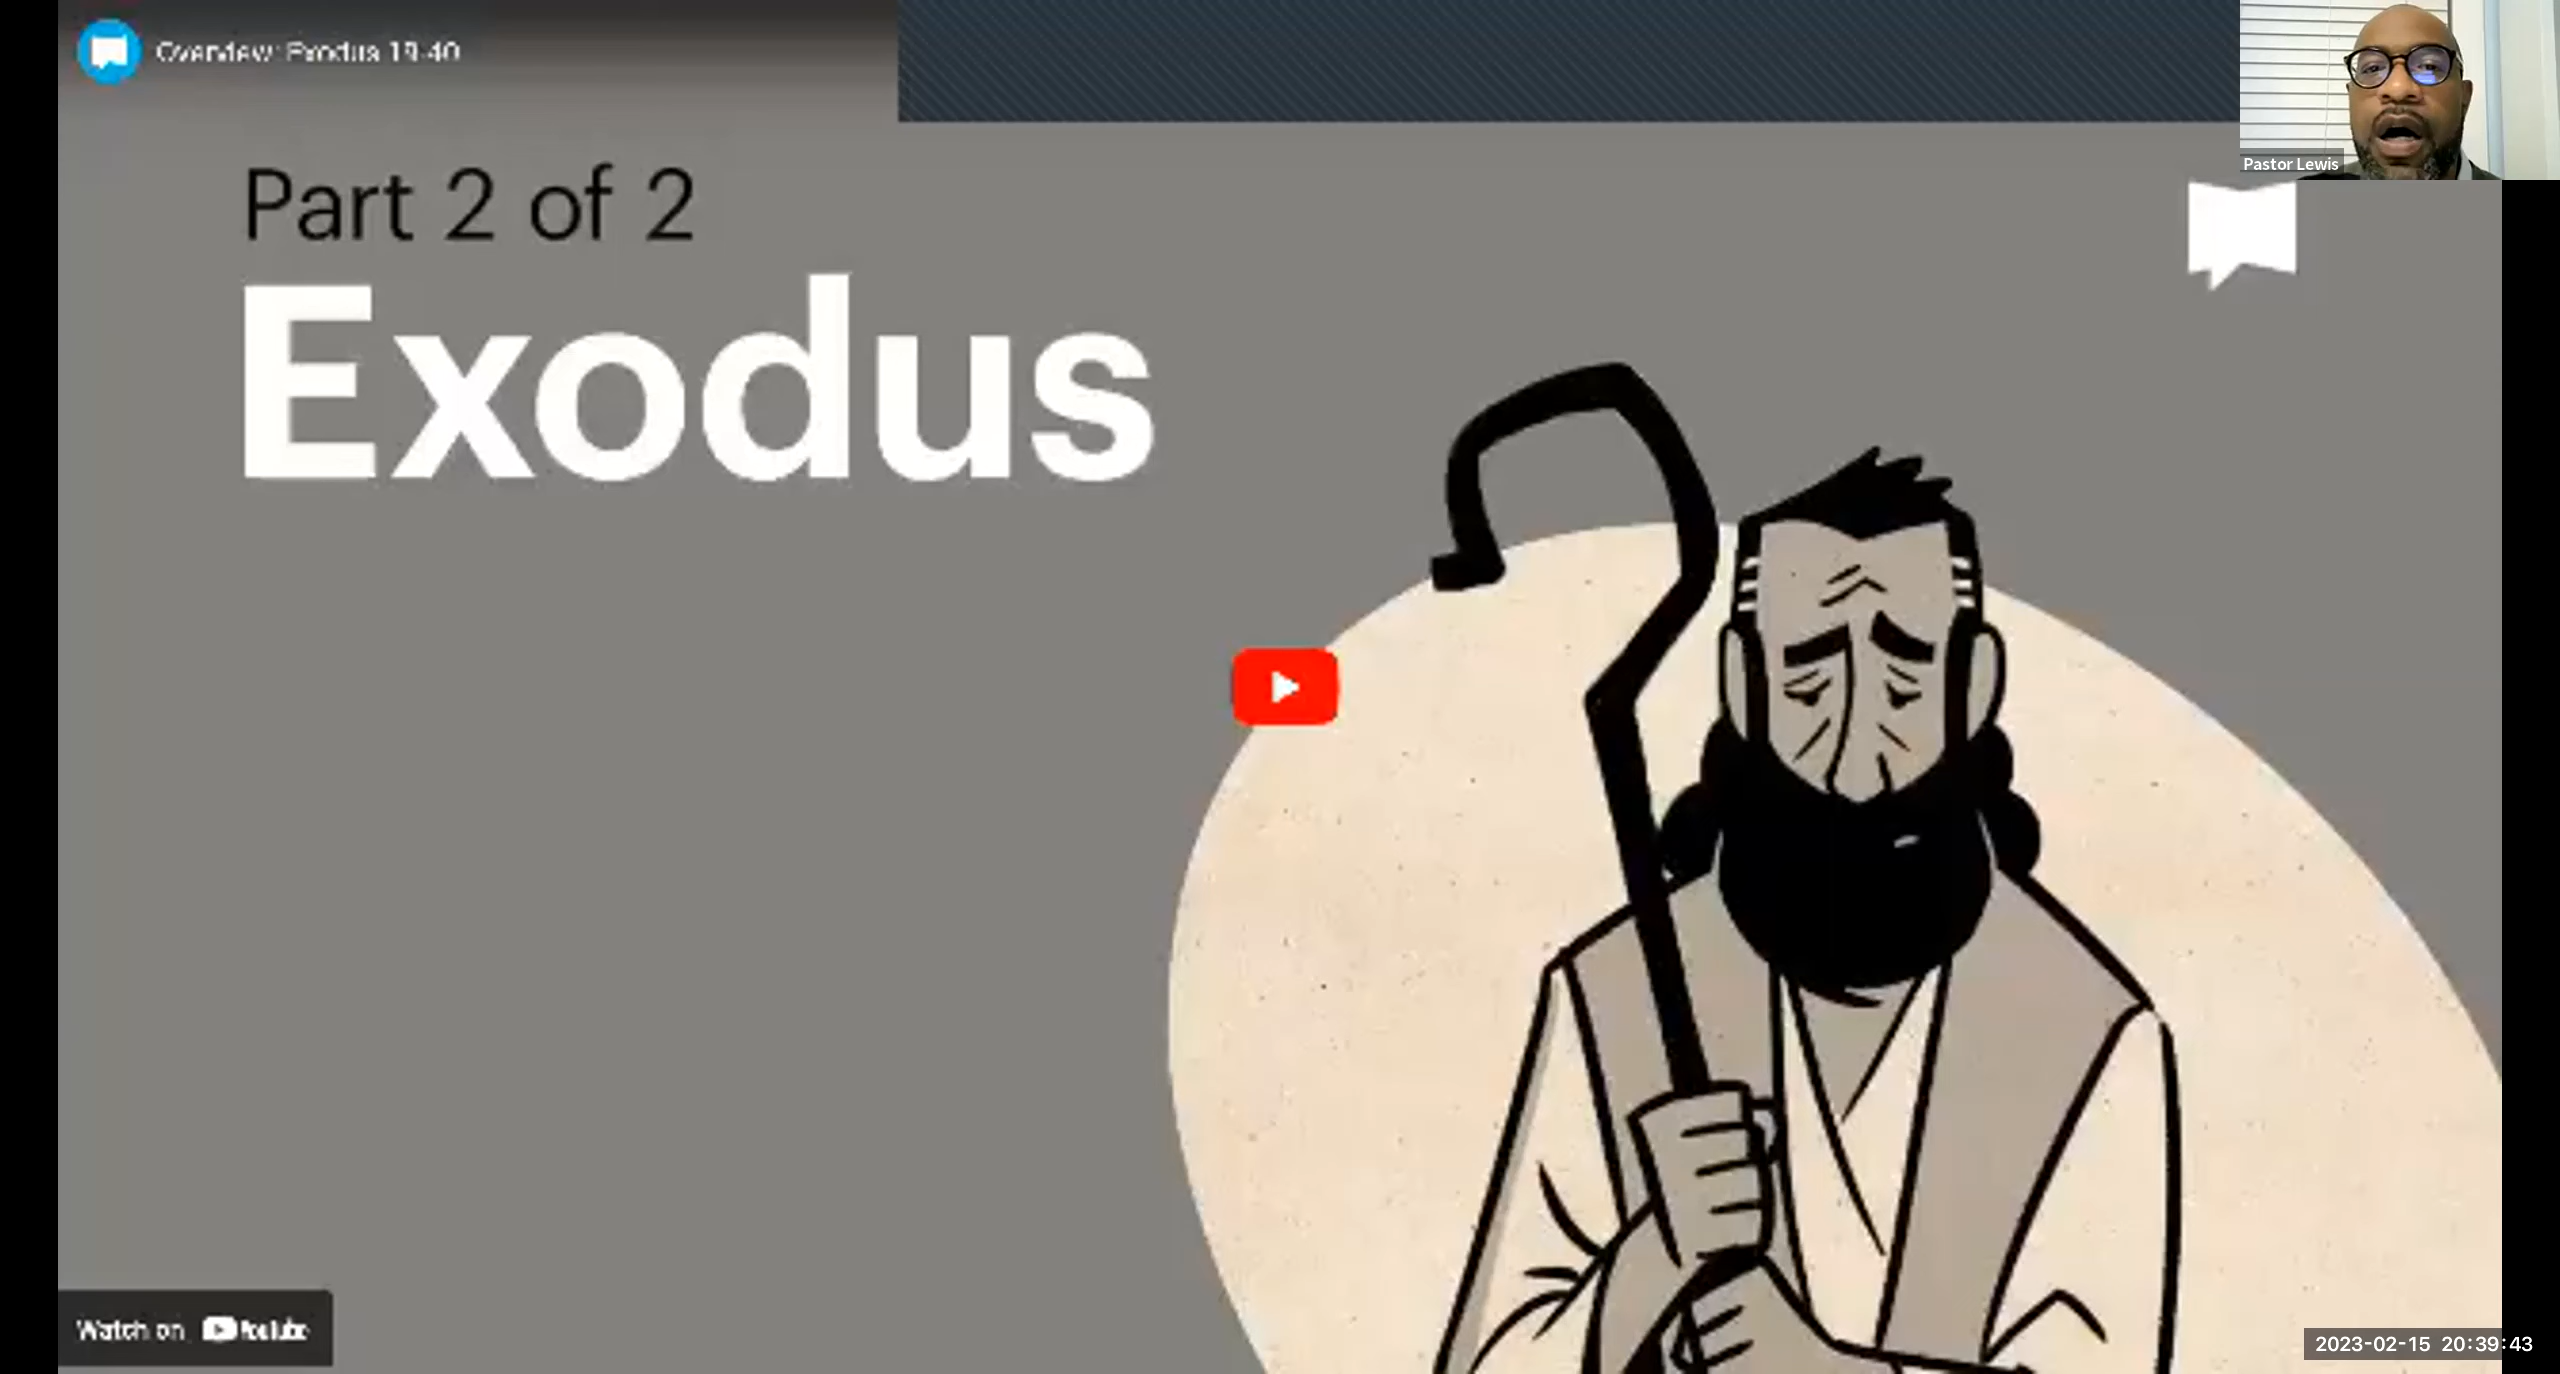 Overview: Exodus 19-40
Pastor Lewis
Part 2 of 2
Exodus
Watch on YouTube
2023-02-15 20:39:43